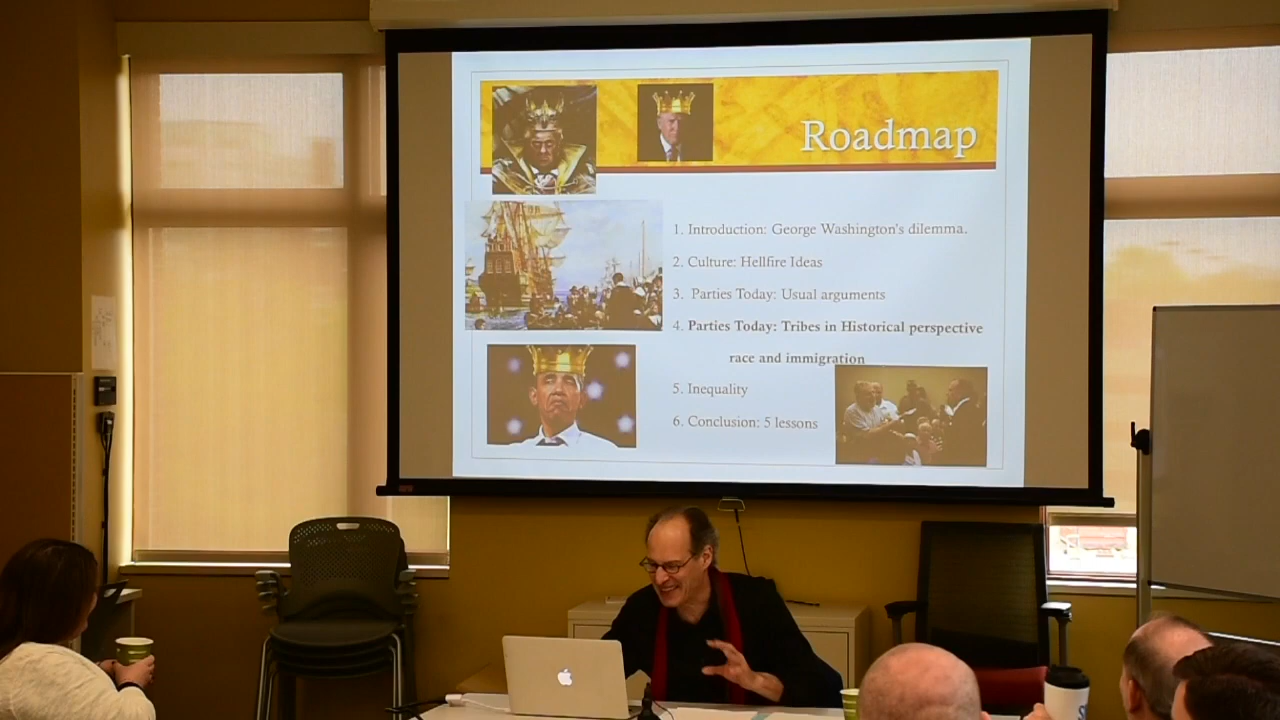 Roadmap
1. Introduction: George Washington's dilemma.
2. Culture: Hellfire Ideas
3. Parties Today: Usual arguments
4. Parties Today: Tribes in Historical perspective
race and immigration
5. Inequality
6. Conclusion: 5 lessons